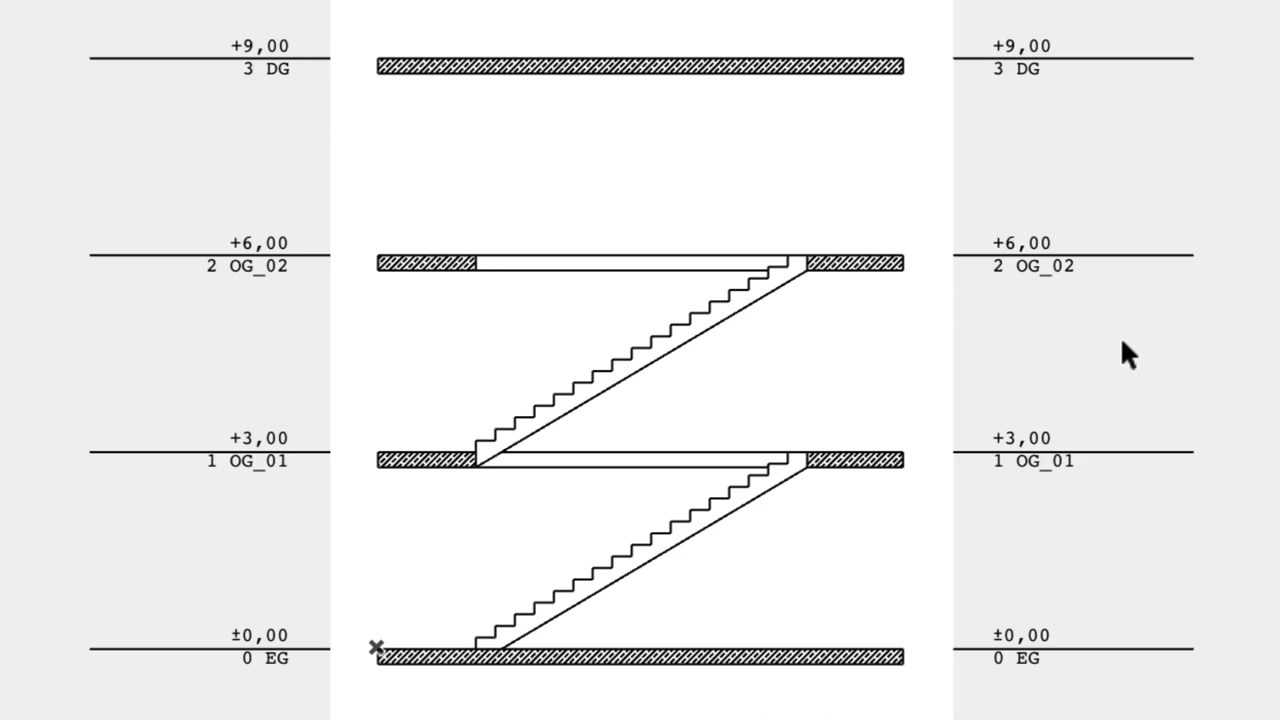 +9,00
3 DG
+9,00
3 DG
+6,00
2 OG_02
+6,00
2 OG_02
+3,00
1 OG_01
+3,00
1 OG_01
±0,00
0 EG
±0,00
0 EG